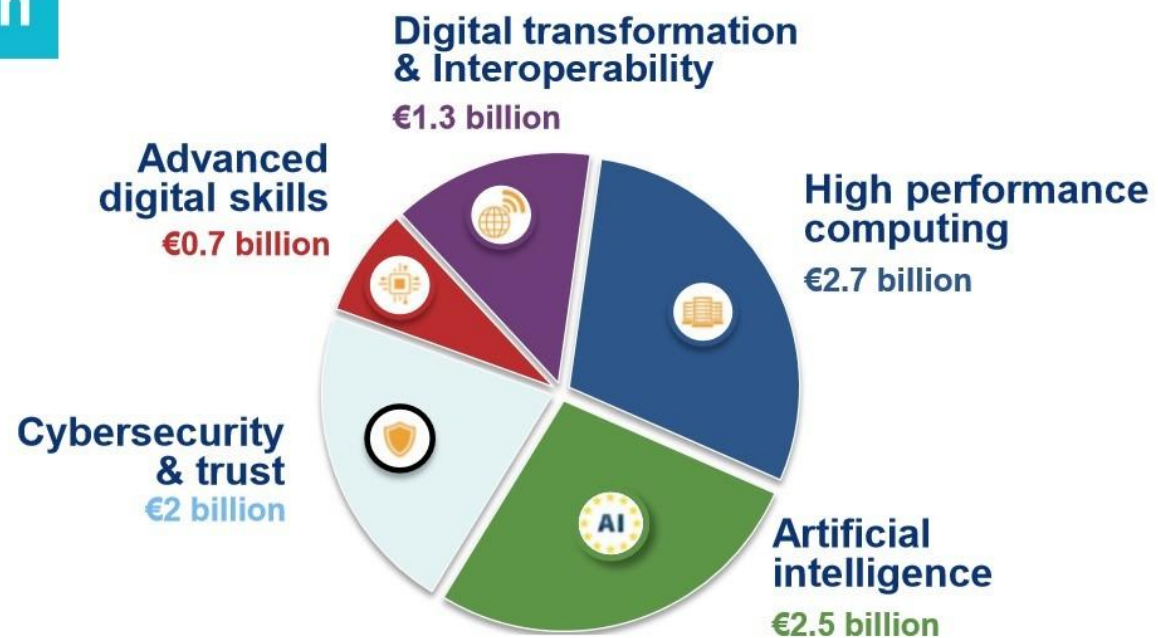 Digital transformation
& Interoperability
€1.3 billion
Advanced
digital skills
€0.7 billion
High performance
computing
€2.7 billion
Cybersecurity
& trust
€2 billion
AI
Artificial
intelligence
€2.5 billion